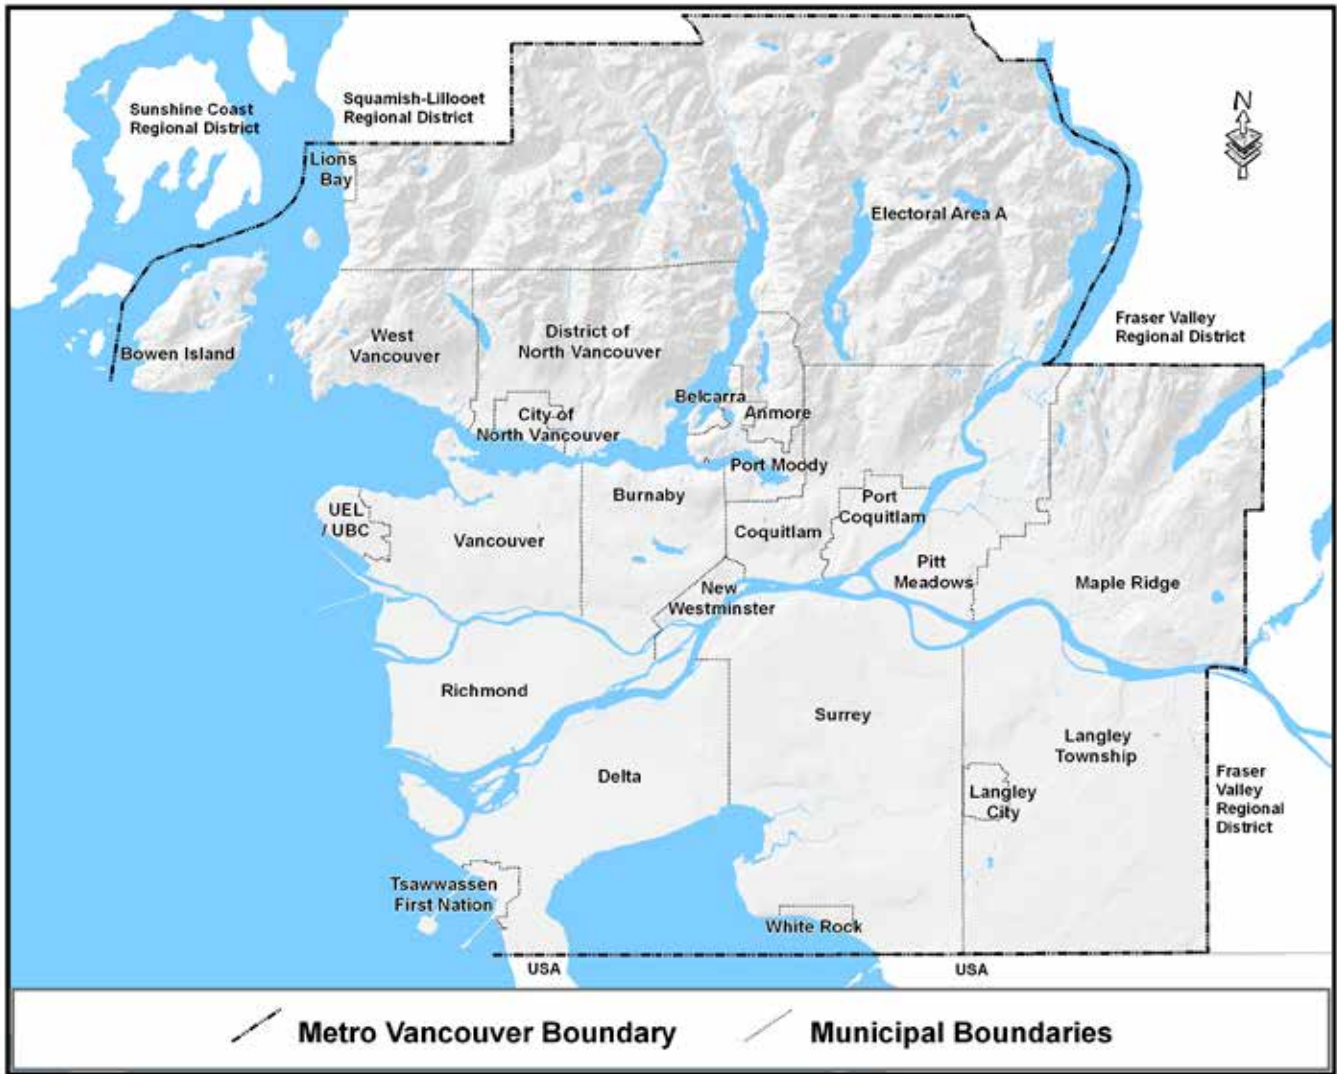 N
Sunshine Coast
Regional District
Squamish-Lillooet
Regional District
Lions
Bay
Electoral Area A
Fraser Valley
Regional District
Bowen Island
West
Vancouver
District of
North Vancouver
Belcarra
Anmore
City of
North Vancouver
Port Moody
UEL
/ UBC
Vancouver
Burnaby
Coquitlam
Port
Coquitlam
Pitt
Meadows
Maple Ridge
New
Westminster
Richmond
Surrey
Langley
Township
Delta
Langley
City
Fraser
Valley
Regional
District
Tsawwassen
First Nation
White Rock
USA
USA
Metro Vancouver Boundary
Municipal Boundaries